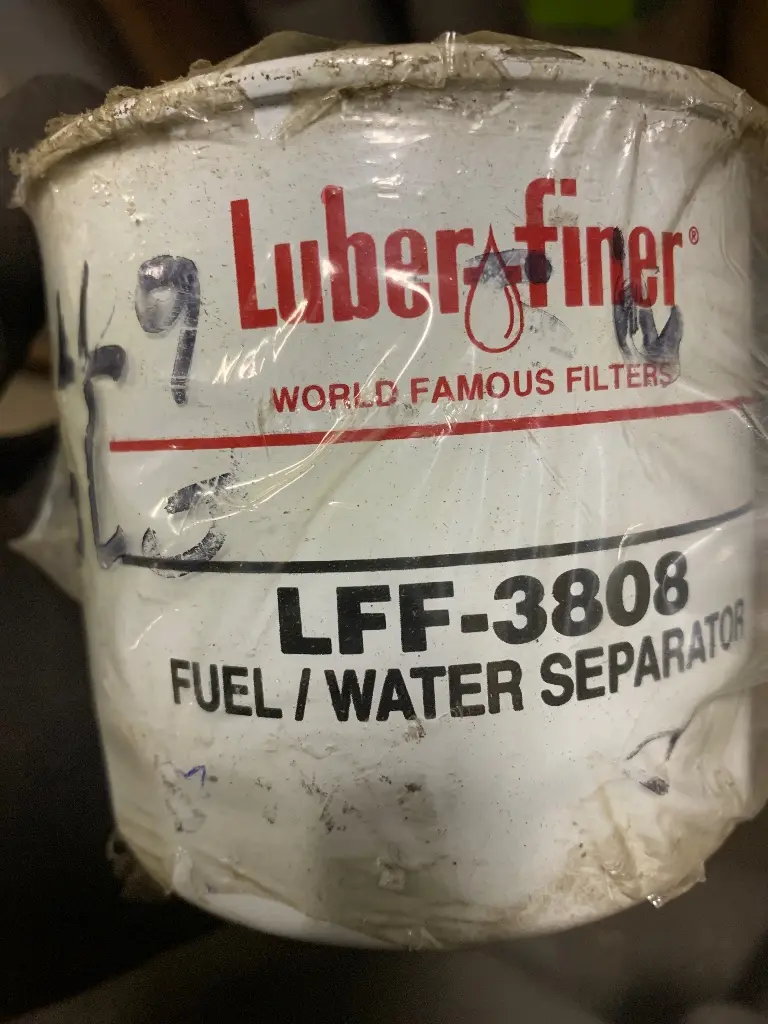 Luber-finer®
WORLD FAMOUS FILTERS
LFF-3808
FUEL / WATER SEPARATOR